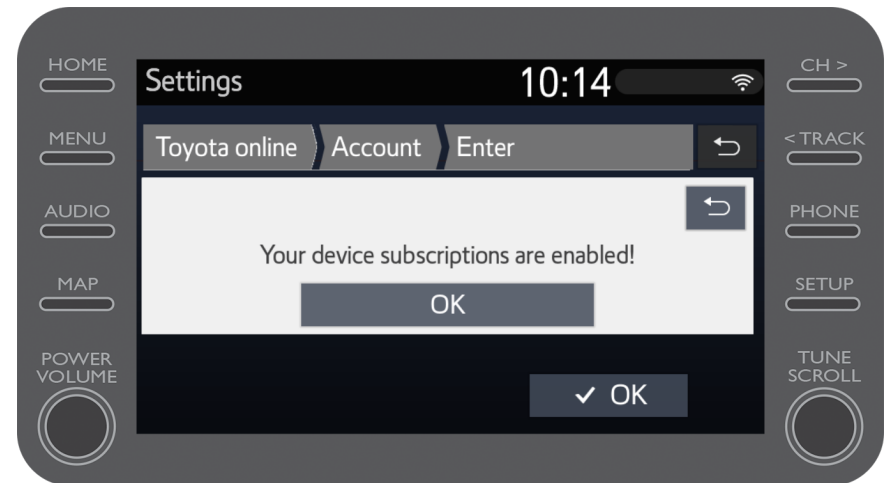 HOME
MENU
AUDIO
MAP
POWER
VOLUME
Settings 10:14
Toyota online Account Enter
Your device subscriptions are enabled!
OK
✓ OK
CH >
< TRACK
PHONE
SETUP
TUNE
SCROLL